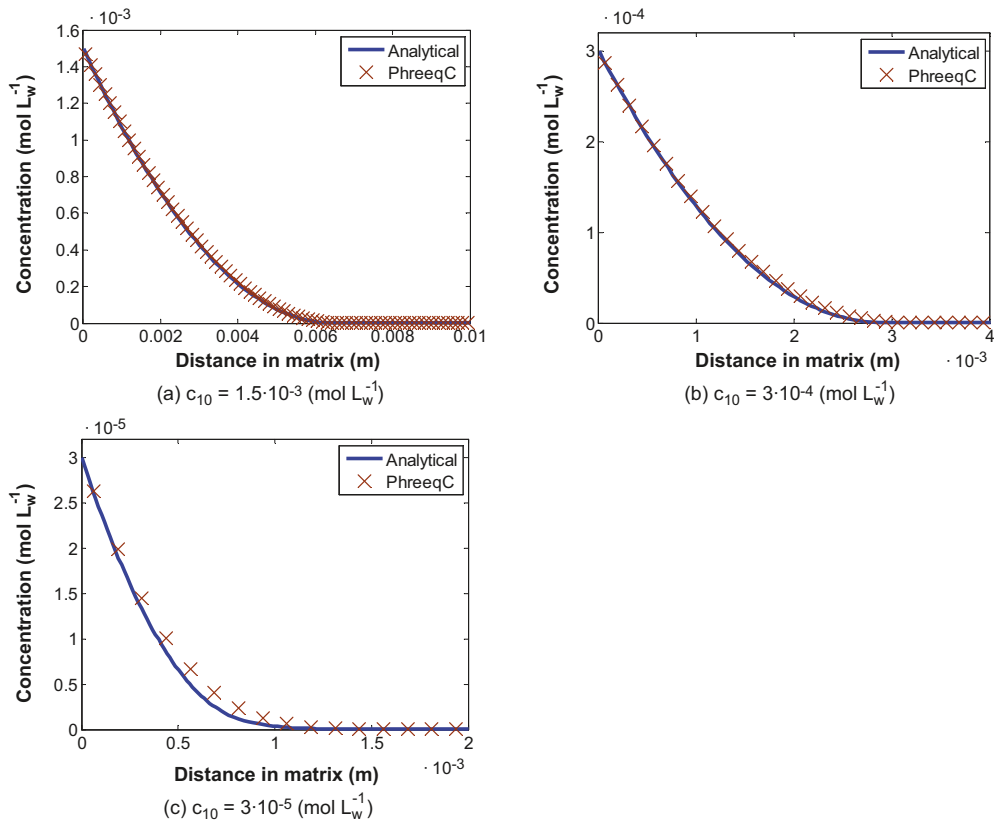 · 10⁻³
1.6
1.4
1.2
1
0.8
0.6
0.4
0.2
0
Concentration (mol L_w⁻¹)
Analytical
PhreeqC
0 0.002 0.004 0.006 0.008 0.01
Distance in matrix (m)
(a) c₁₀ = 1.5·10⁻³ (mol L_w⁻¹)
· 10⁻⁴
3
2
1
0
Concentration (mol L_w⁻¹)
Analytical
PhreeqC
0 1 2 3 4
Distance in matrix (m) · 10⁻³
(b) c₁₀ = 3·10⁻⁴ (mol L_w⁻¹)
· 10⁻⁵
3
2.5
2
1.5
1
0.5
0
Concentration (mol L_w⁻¹)
Analytical
PhreeqC
0 0.5 1 1.5 2
Distance in matrix (m) · 10⁻³
(c) c₁₀ = 3·10⁻⁵ (mol L_w⁻¹)